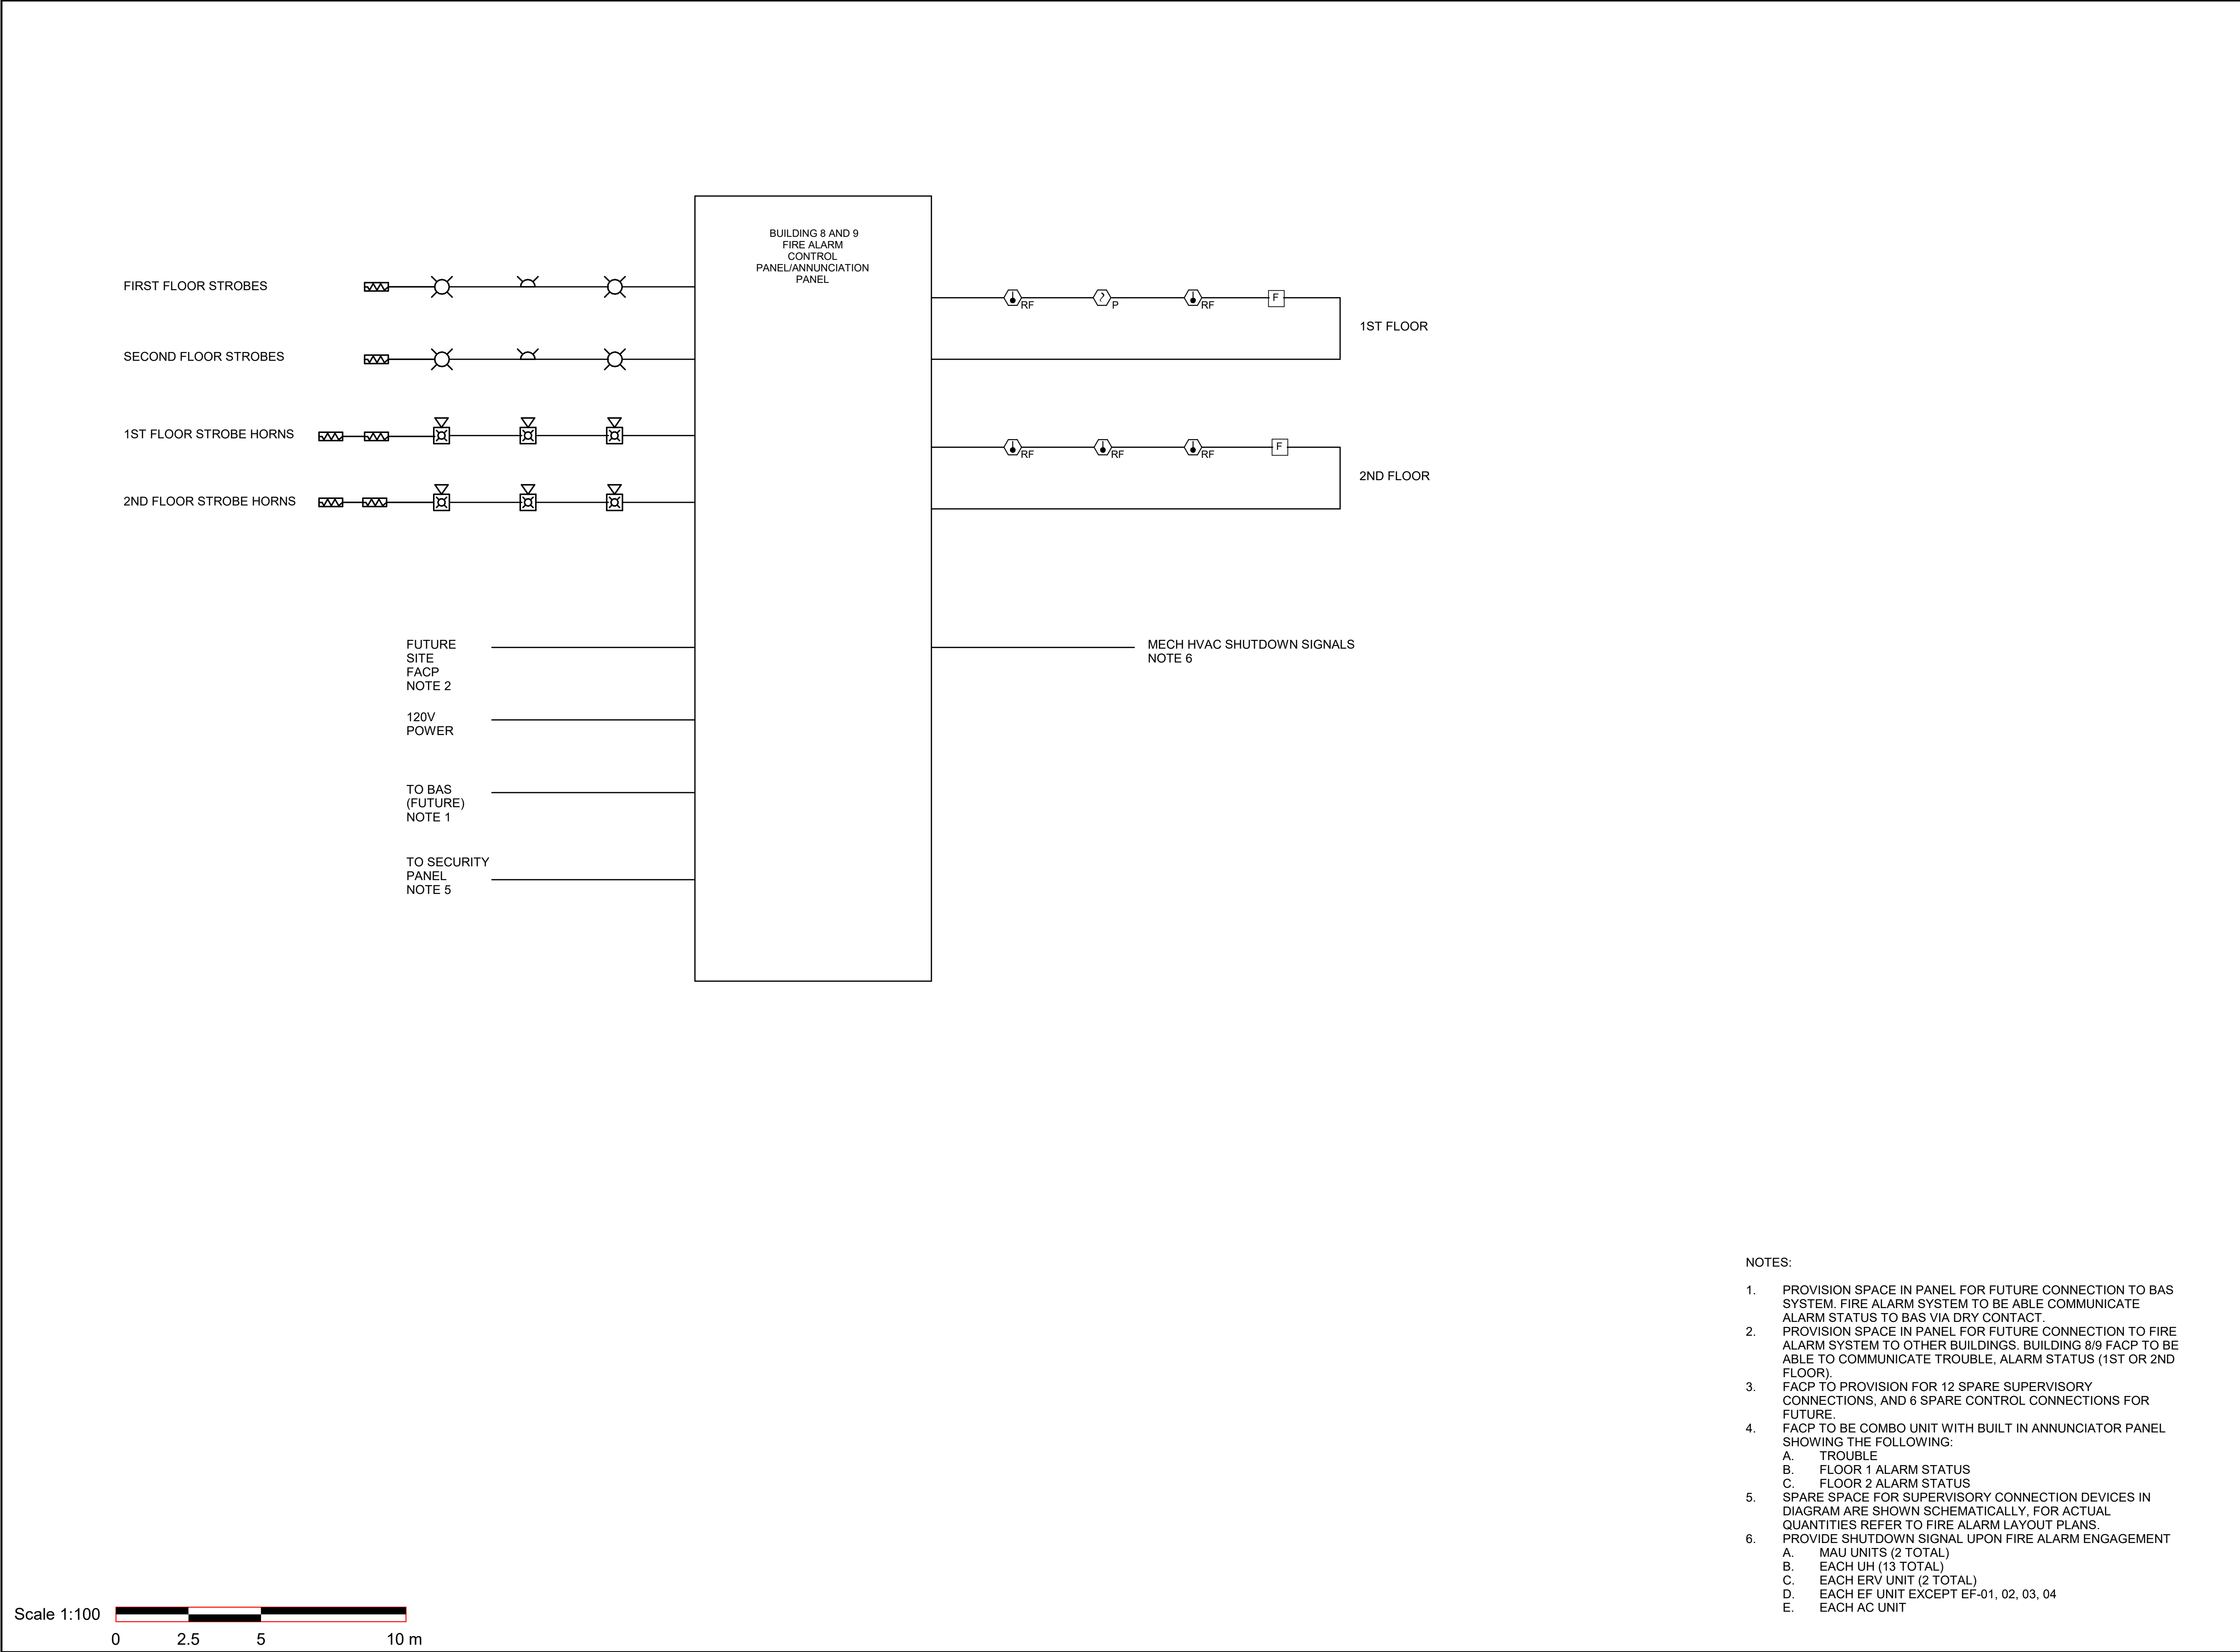 BUILDING 8 AND 9
FIRE ALARM
CONTROL
PANEL/ANNUNCIATION
PANEL
FIRST FLOOR STROBES
SECOND FLOOR STROBES
1ST FLOOR STROBE HORNS
2ND FLOOR STROBE HORNS
FUTURE
SITE
FACP
NOTE 2
120V
POWER
TO BAS
(FUTURE)
NOTE 1
TO SECURITY
PANEL
NOTE 5
RF P RF F
1ST FLOOR
RF RF RF F
2ND FLOOR
MECH HVAC SHUTDOWN SIGNALS
NOTE 6
NOTES:
1. PROVISION SPACE IN PANEL FOR FUTURE CONNECTION TO BAS
SYSTEM. FIRE ALARM SYSTEM TO BE ABLE COMMUNICATE
ALARM STATUS TO BAS VIA DRY CONTACT.
2. PROVISION SPACE IN PANEL FOR FUTURE CONNECTION TO FIRE
ALARM SYSTEM TO OTHER BUILDINGS. BUILDING 8/9 FACP TO BE
ABLE TO COMMUNICATE TROUBLE, ALARM STATUS (1ST OR 2ND
FLOOR).
3. FACP TO PROVISION FOR 12 SPARE SUPERVISORY
CONNECTIONS, AND 6 SPARE CONTROL CONNECTIONS FOR
FUTURE.
4. FACP TO BE COMBO UNIT WITH BUILT IN ANNUNCIATOR PANEL
SHOWING THE FOLLOWING:
A. TROUBLE
B. FLOOR 1 ALARM STATUS
C. FLOOR 2 ALARM STATUS
5. SPARE SPACE FOR SUPERVISORY CONNECTION DEVICES IN
DIAGRAM ARE SHOWN SCHEMATICALLY, FOR ACTUAL
QUANTITIES REFER TO FIRE ALARM LAYOUT PLANS.
6. PROVIDE SHUTDOWN SIGNAL UPON FIRE ALARM ENGAGEMENT
A. MAU UNITS (2 TOTAL)
B. EACH UH (13 TOTAL)
C. EACH ERV UNIT (2 TOTAL)
D. EACH EF UNIT EXCEPT EF-01, 02, 03, 04
E. EACH AC UNIT
Scale 1:100
0 2.5 5 10 m